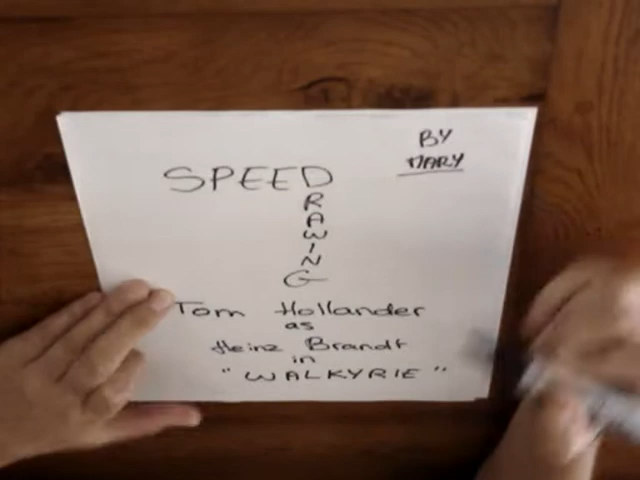 BY
MARY
SPEED
R
A
W
I
N
G
Tom Hollander
as
Heinz Brandt
in
"WALKYRIE"